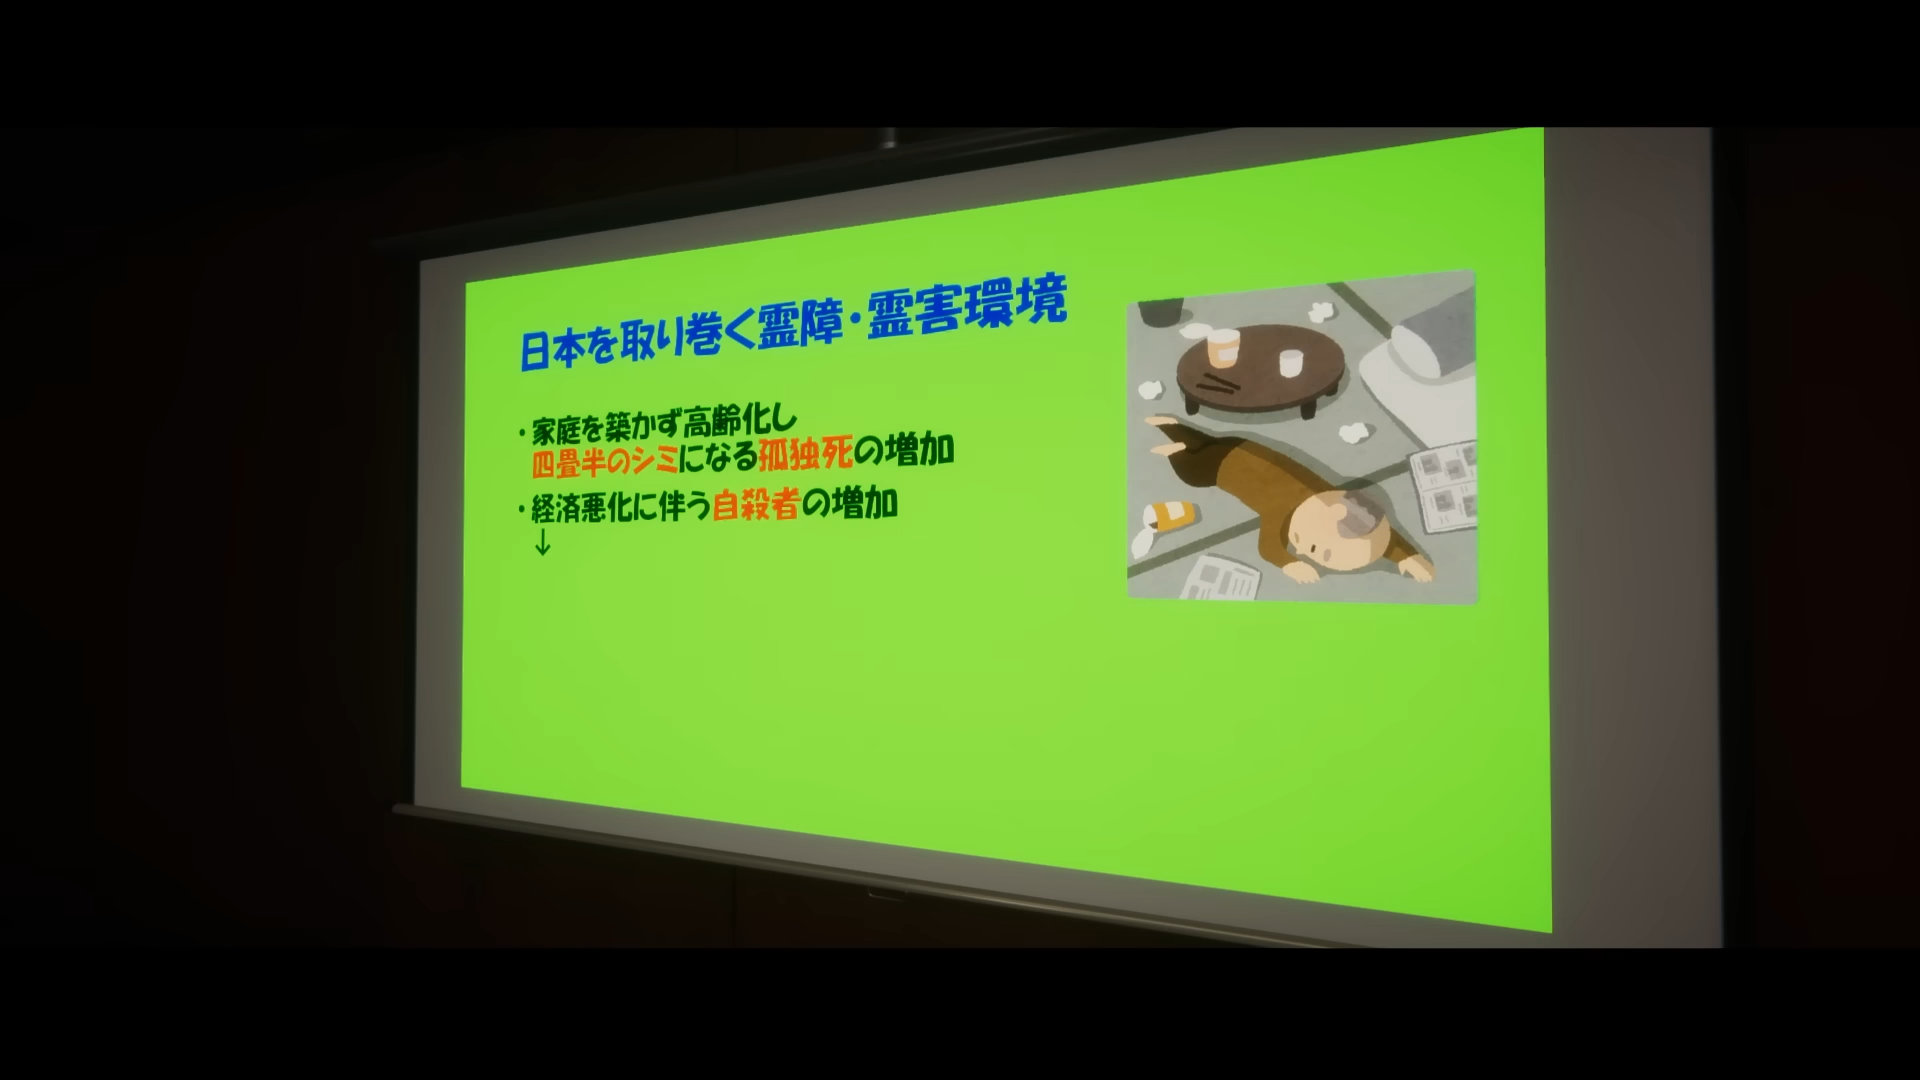 日本を取り巻く霊障・霊害環境
・家庭を築かず高齢化し
四畳半のシミになる孤独死の増加
・経済悪化に伴う自殺者の増加
↓